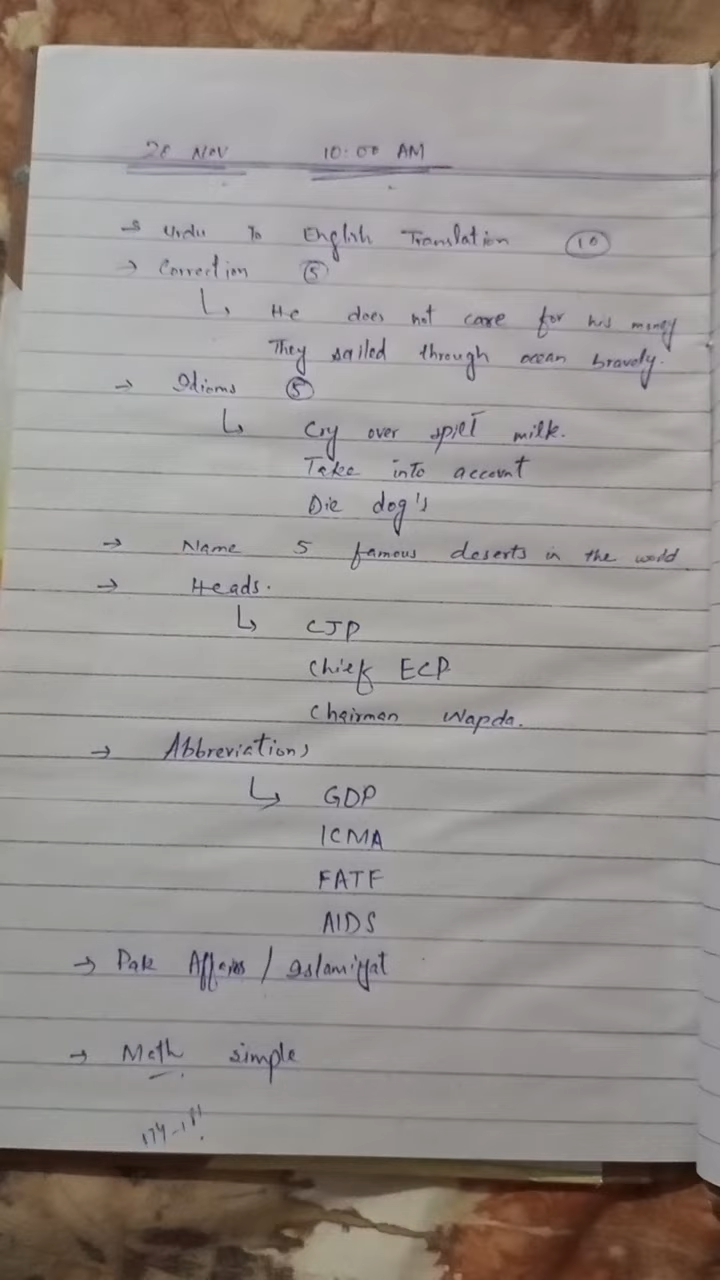 28 Nov 10:00 AM
→ Urdu To English Translation (10)
→ Correction (5)
↳ He does not care for his money
They sailed through ocean bravely.
→ Idioms (5)
↳ Cry over spilt milk.
Take into account
Die dog's
→ Name 5 famous deserts in the world.
→ Heads.
↳ CJP
Chief ECP
Chairman Wapda.
→ Abbreviations
↳ GDP
ICMA
FATF
AIDS
→ Pak Affairs / Islamiyat
→ Math simple